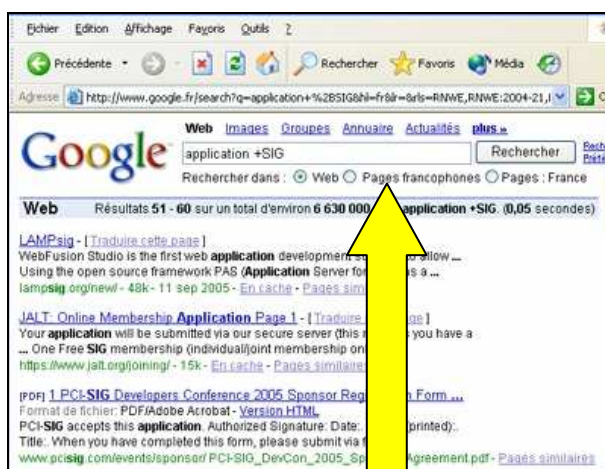 Fichier Edition Affichage Favoris Outils ?
Précédente Rechercher Favoris Média
Adresse http://www.google.fr/search?q=application+%2BSIG&hl=fr&lr=&rls=RNWE,RNWE:2004-21,
Web Images Groupes Annuaire Actualités plus »
Google application +SIG Rechercher
Rechercher dans : Web Pages francophones Pages : France
Web Résultats 51 - 60 sur un total d'environ 6 630 000 application +SIG. (0,05 secondes)
LAMPsig - [ Traduire cette page ]
WebFusion Studio is the first web application development to allow ...
Using the open source framework PAS (Application Server for as a ...
lampsig.org/new/ - 48k - 11 sep 2005 - En cache - Pages
JALT: Online Membership Application Page 1 - [ Traduire ]
Your application will be submitted via our secure server (this you have a
... One Free SIG membership (individual/joint membership
https://www.jalt.org/joining/ - 15k - En cache - Pages similaires
[PDF] 1 PCI-SIG Developers Conference 2005 Sponsor Form ...
Format de fichier: PDF/Adobe Acrobat - Version HTML
PCI-SIG accepts this application. Authorized Signature: Date: (printed):.
Title:. When you have completed this form, please submit via
www.pcisig.com/events/sponsor/ PCI-SIG_DevCon_2005_ Agreement.pdf - Pages similaires